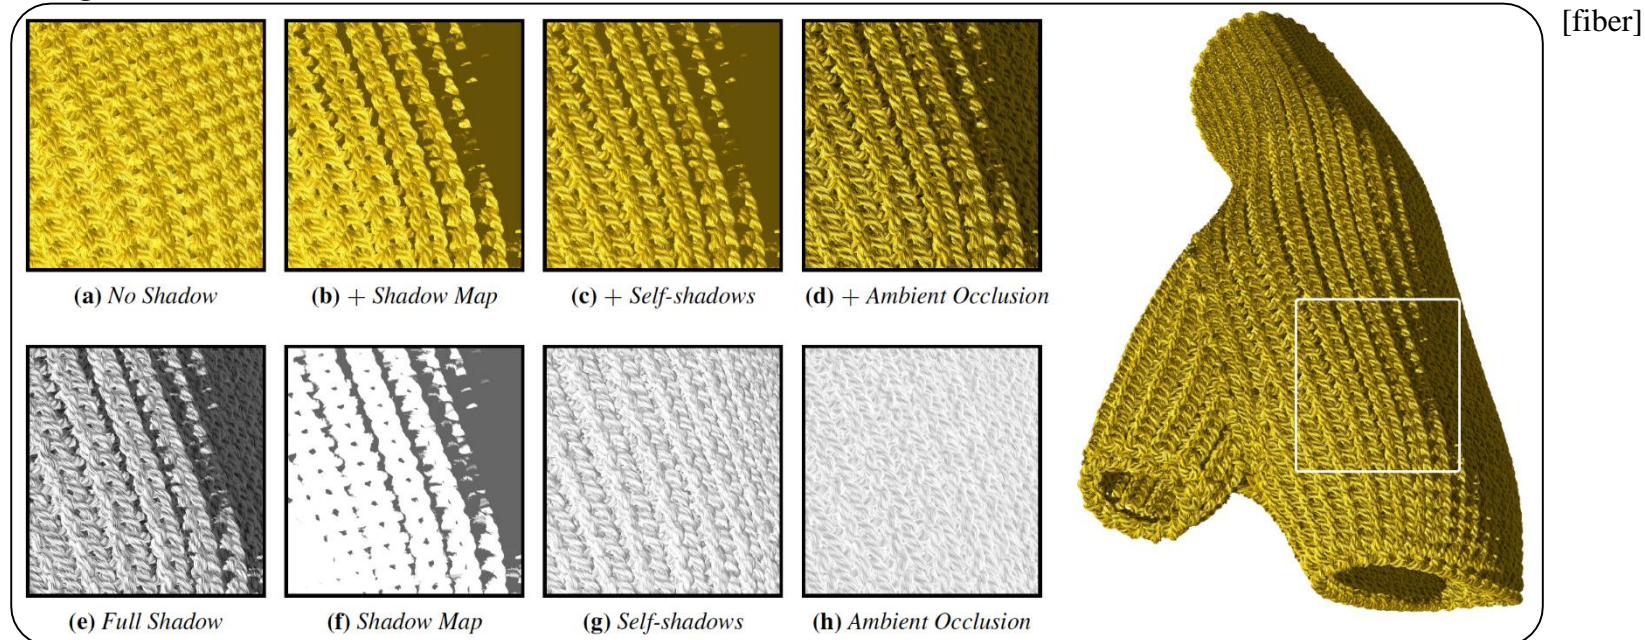 [fiber]
(a) No Shadow
(b) + Shadow Map
(c) + Self-shadows
(d) + Ambient Occlusion
(e) Full Shadow
(f) Shadow Map
(g) Self-shadows
(h) Ambient Occlusion